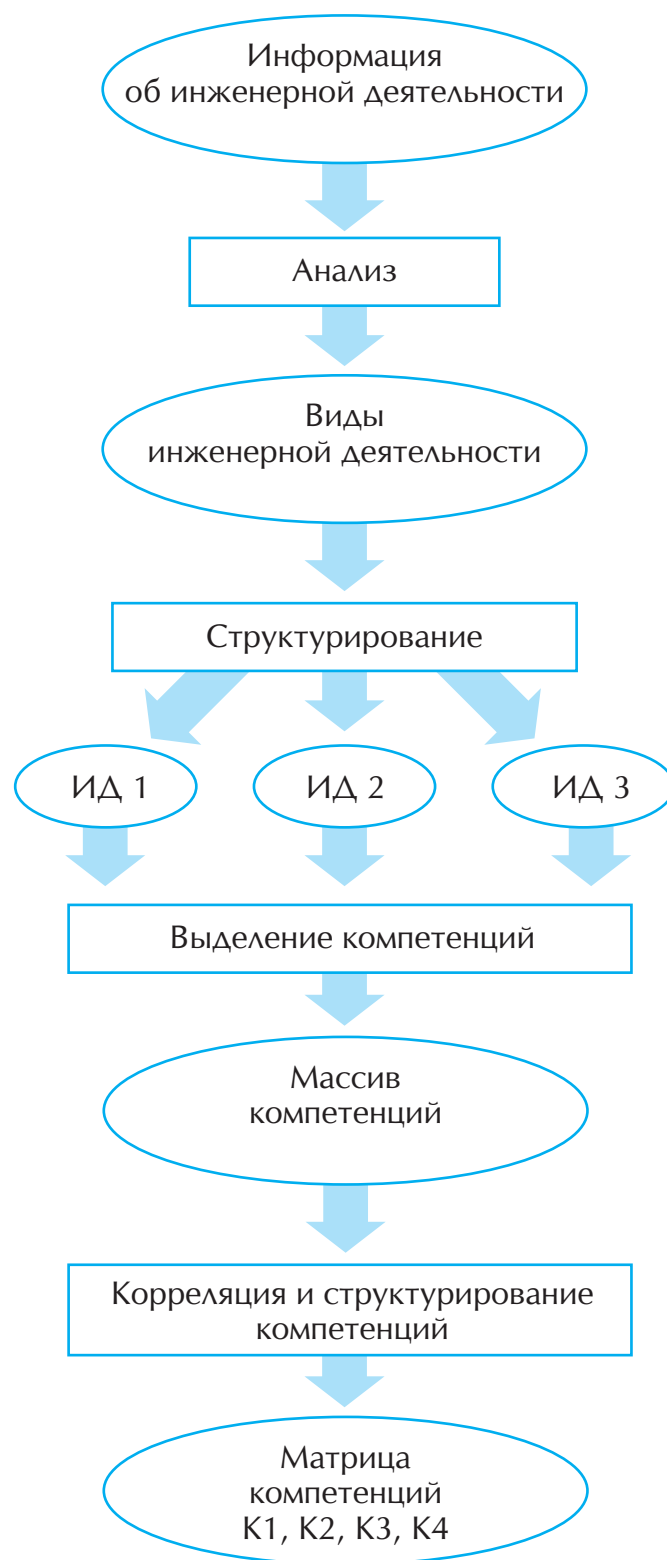 Информация
об инженерной деятельности
Анализ
Виды
инженерной деятельности
Структурирование
ИД 1
ИД 2
ИД 3
Выделение компетенций
Массив
компетенций
Корреляция и структурирование
компетенций
Матрица
компетенций
К1, К2, К3, К4